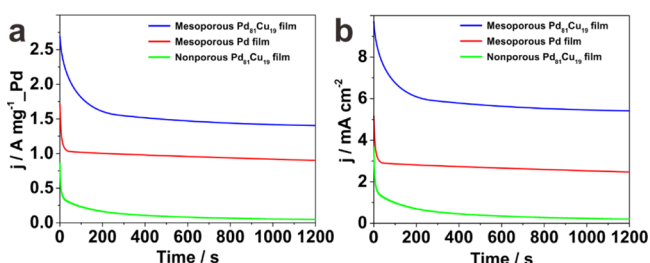 a
Mesoporous Pd81Cu19 film
Mesoporous Pd film
Nonporous Pd81Cu19 film
j / A mg-1_Pd
2.5
2.0
1.5
1.0
0.5
0.0
0 200 400 600 800 1000 1200
Time / s
b
Mesoporous Pd81Cu19 film
Mesoporous Pd film
Nonporous Pd81Cu19 film
j / mA cm-2
8
6
4
2
0
0 200 400 600 800 1000 1200
Time / s